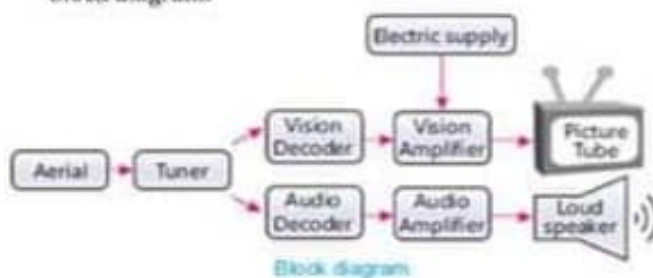 Electric supply
Vision
Decoder
Vision
Amplifier
Picture
Tube
Aerial
Tuner
Audio
Decoder
Audio
Amplifier
Loud
speaker
Block diagram